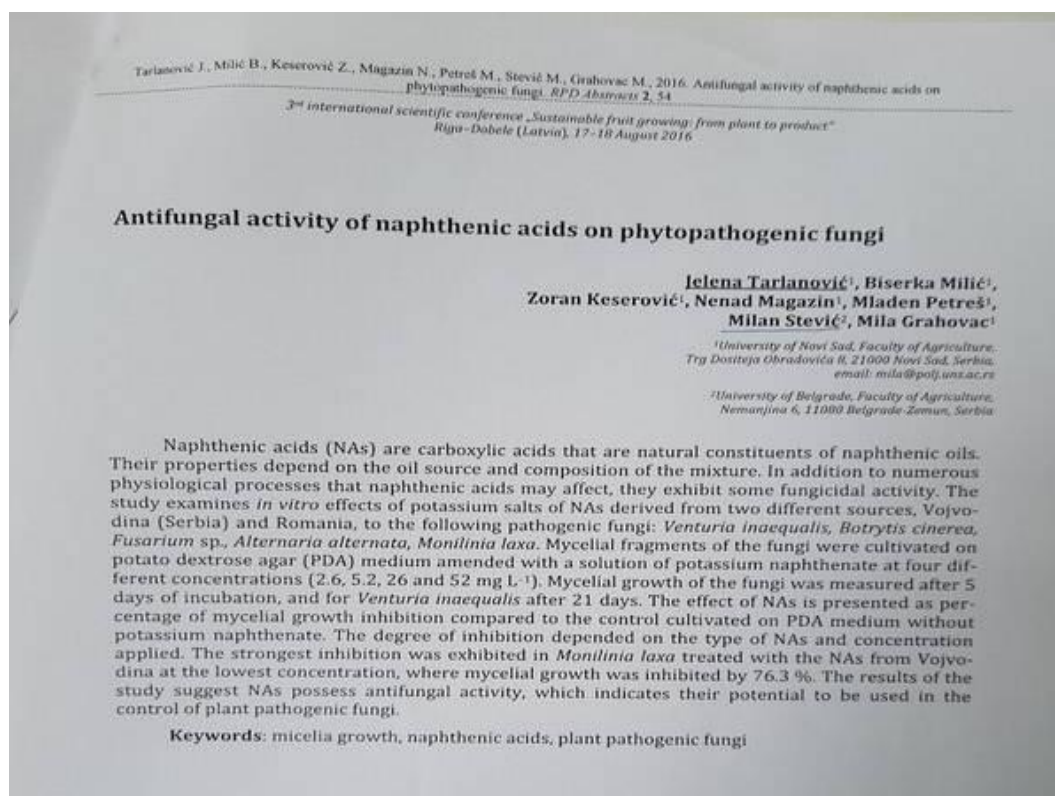 Tarlanović J., Milić B., Keserović Z., Magazin N., Petreš M., Stević M., Grahovac M., 2016. Antifungal activity of naphthenic acids on
phytopathogenic fungi. RPD Abstracts 2, 54
3rd international scientific conference „Sustainable fruit growing: from plant to product"
Riga–Dobele (Latvia), 17–18 August 2016
Antifungal activity of naphthenic acids on phytopathogenic fungi
Jelena Tarlanović¹, Biserka Milić¹,
Zoran Keserović¹, Nenad Magazin¹, Mladen Petreš¹,
Milan Stević², Mila Grahovac¹
¹University of Novi Sad, Faculty of Agriculture,
Trg Dositeja Obradovića 8, 21000 Novi Sad, Serbia,
email: mila@polj.uns.ac.rs
²University of Belgrade, Faculty of Agriculture,
Nemanjina 6, 11080 Belgrade-Zemun, Serbia
Naphthenic acids (NAs) are carboxylic acids that are natural constituents of naphthenic oils.
Their properties depend on the oil source and composition of the mixture. In addition to numerous
physiological processes that naphthenic acids may affect, they exhibit some fungicidal activity. The
study examines in vitro effects of potassium salts of NAs derived from two different sources, Vojvo-
dina (Serbia) and Romania, to the following pathogenic fungi: Venturia inaequalis, Botrytis cinerea,
Fusarium sp., Alternaria alternata, Monilinia laxa. Mycelial fragments of the fungi were cultivated on
potato dextrose agar (PDA) medium amended with a solution of potassium naphthenate at four dif-
ferent concentrations (2.6, 5.2, 26 and 52 mg L⁻¹). Mycelial growth of the fungi was measured after 5
days of incubation, and for Venturia inaequalis after 21 days. The effect of NAs is presented as per-
centage of mycelial growth inhibition compared to the control cultivated on PDA medium without
potassium naphthenate. The degree of inhibition depended on the type of NAs and concentration
applied. The strongest inhibition was exhibited in Monilinia laxa treated with the NAs from Vojvo-
dina at the lowest concentration, where mycelial growth was inhibited by 76.3 %. The results of the
study suggest NAs possess antifungal activity, which indicates their potential to be used in the
control of plant pathogenic fungi.
Keywords: micelia growth, naphthenic acids, plant pathogenic fungi